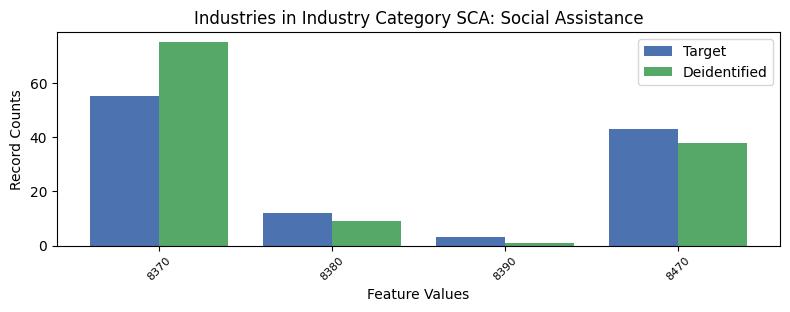 Industries in Industry Category SCA: Social Assistance
Target
Deidentified
Record Counts
60
40
20
0
8370
8380
8390
8470
Feature Values